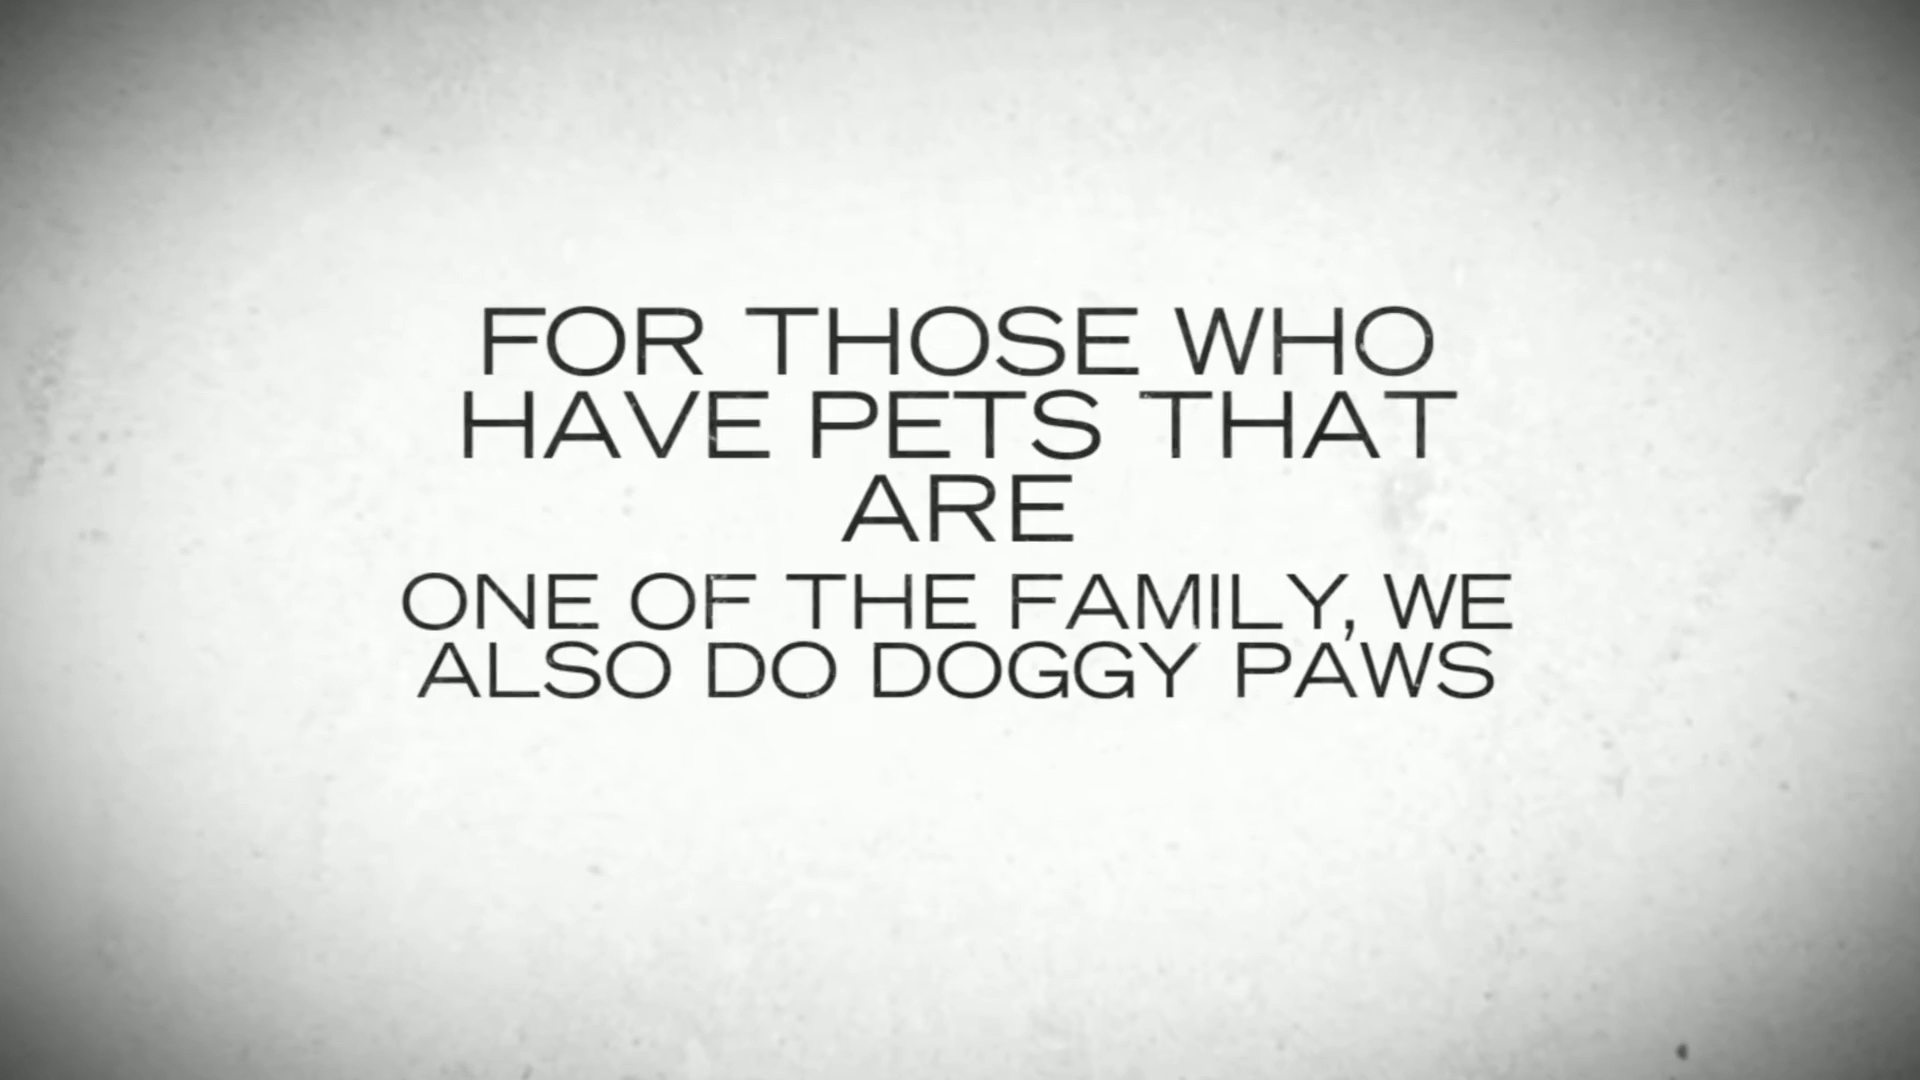 FOR THOSE WHO
HAVE PETS THAT
ARE
ONE OF THE FAMILY, WE
ALSO DO DOGGY PAWS